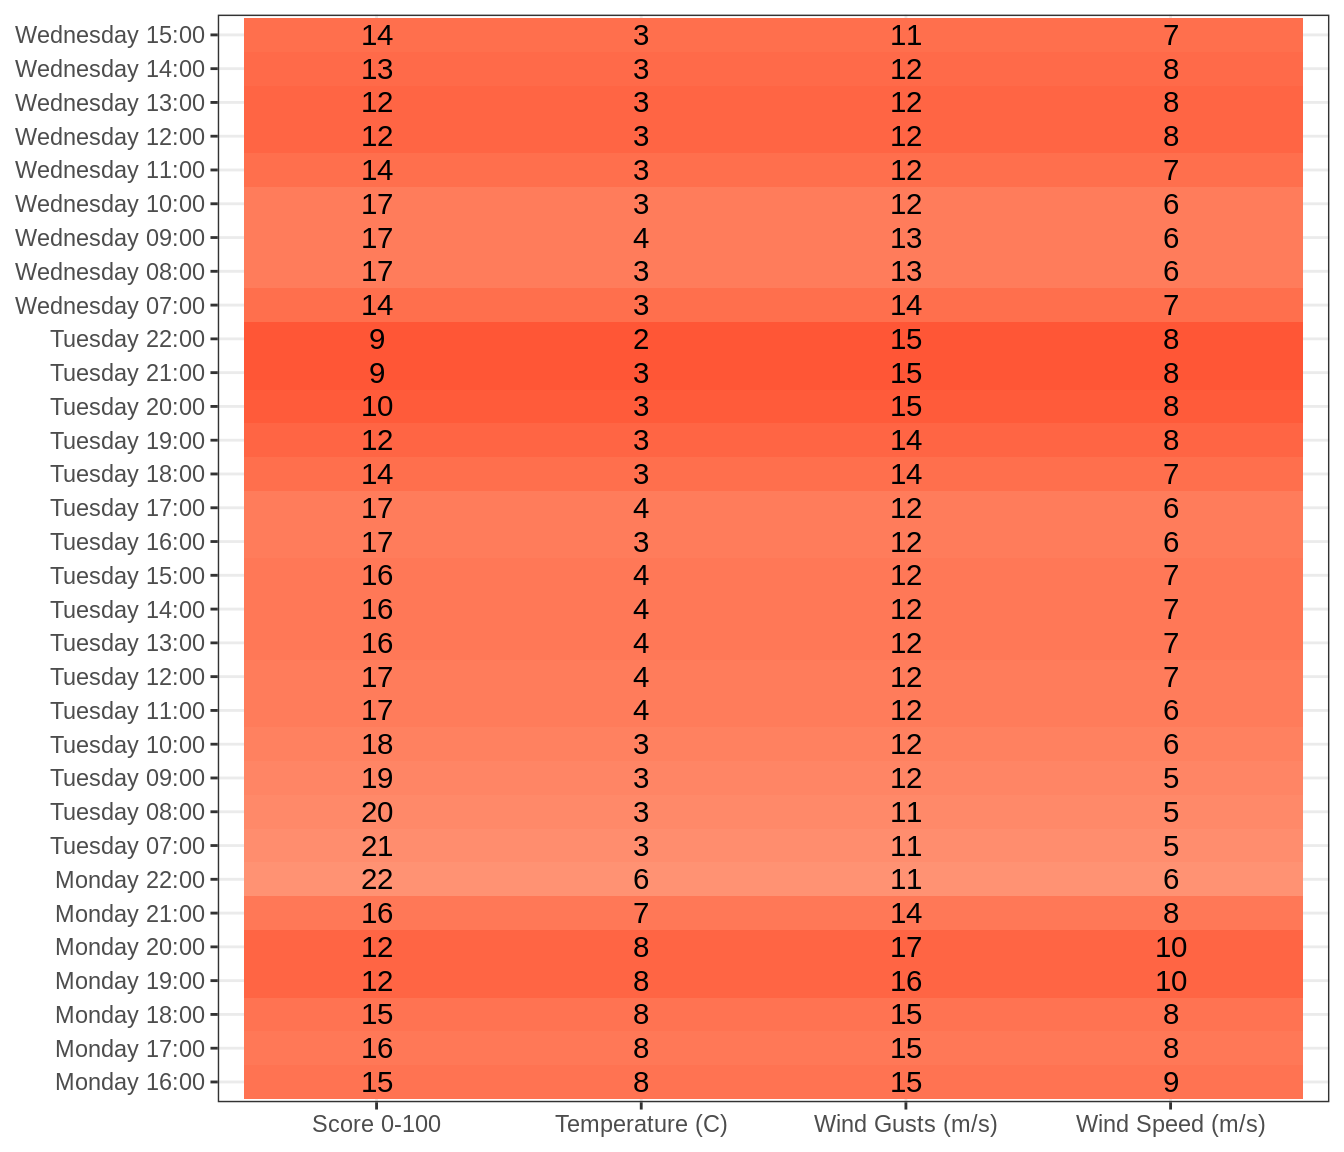 Wednesday 15:00 14 3 11 7
Wednesday 14:00 13 3 12 8
Wednesday 13:00 12 3 12 8
Wednesday 12:00 12 3 12 8
Wednesday 11:00 14 3 12 7
Wednesday 10:00 17 3 12 6
Wednesday 09:00 17 4 13 6
Wednesday 08:00 17 3 13 6
Wednesday 07:00 14 3 14 7
Tuesday 22:00 9 2 15 8
Tuesday 21:00 9 3 15 8
Tuesday 20:00 10 3 15 8
Tuesday 19:00 12 3 14 8
Tuesday 18:00 14 3 14 7
Tuesday 17:00 17 4 12 6
Tuesday 16:00 17 3 12 6
Tuesday 15:00 16 4 12 7
Tuesday 14:00 16 4 12 7
Tuesday 13:00 16 4 12 7
Tuesday 12:00 17 4 12 7
Tuesday 11:00 17 4 12 6
Tuesday 10:00 18 3 12 6
Tuesday 09:00 19 3 12 5
Tuesday 08:00 20 3 11 5
Tuesday 07:00 21 3 11 5
Monday 22:00 22 6 11 6
Monday 21:00 16 7 14 8
Monday 20:00 12 8 17 10
Monday 19:00 12 8 16 10
Monday 18:00 15 8 15 8
Monday 17:00 16 8 15 8
Monday 16:00 15 8 15 9
Score 0-100 Temperature (C) Wind Gusts (m/s) Wind Speed (m/s)